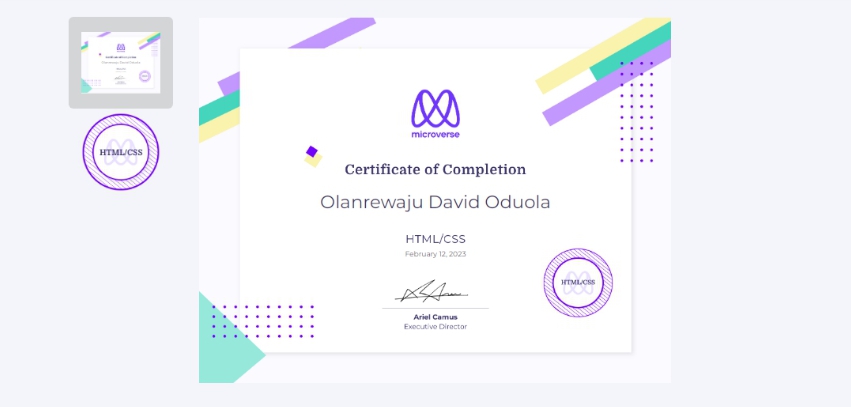 HTML/CSS
microverse
Certificate of Completion
Olanrewaju David Oduola
HTML/CSS
February 12, 2023
Ariel Camus
Executive Director
HTML/CSS